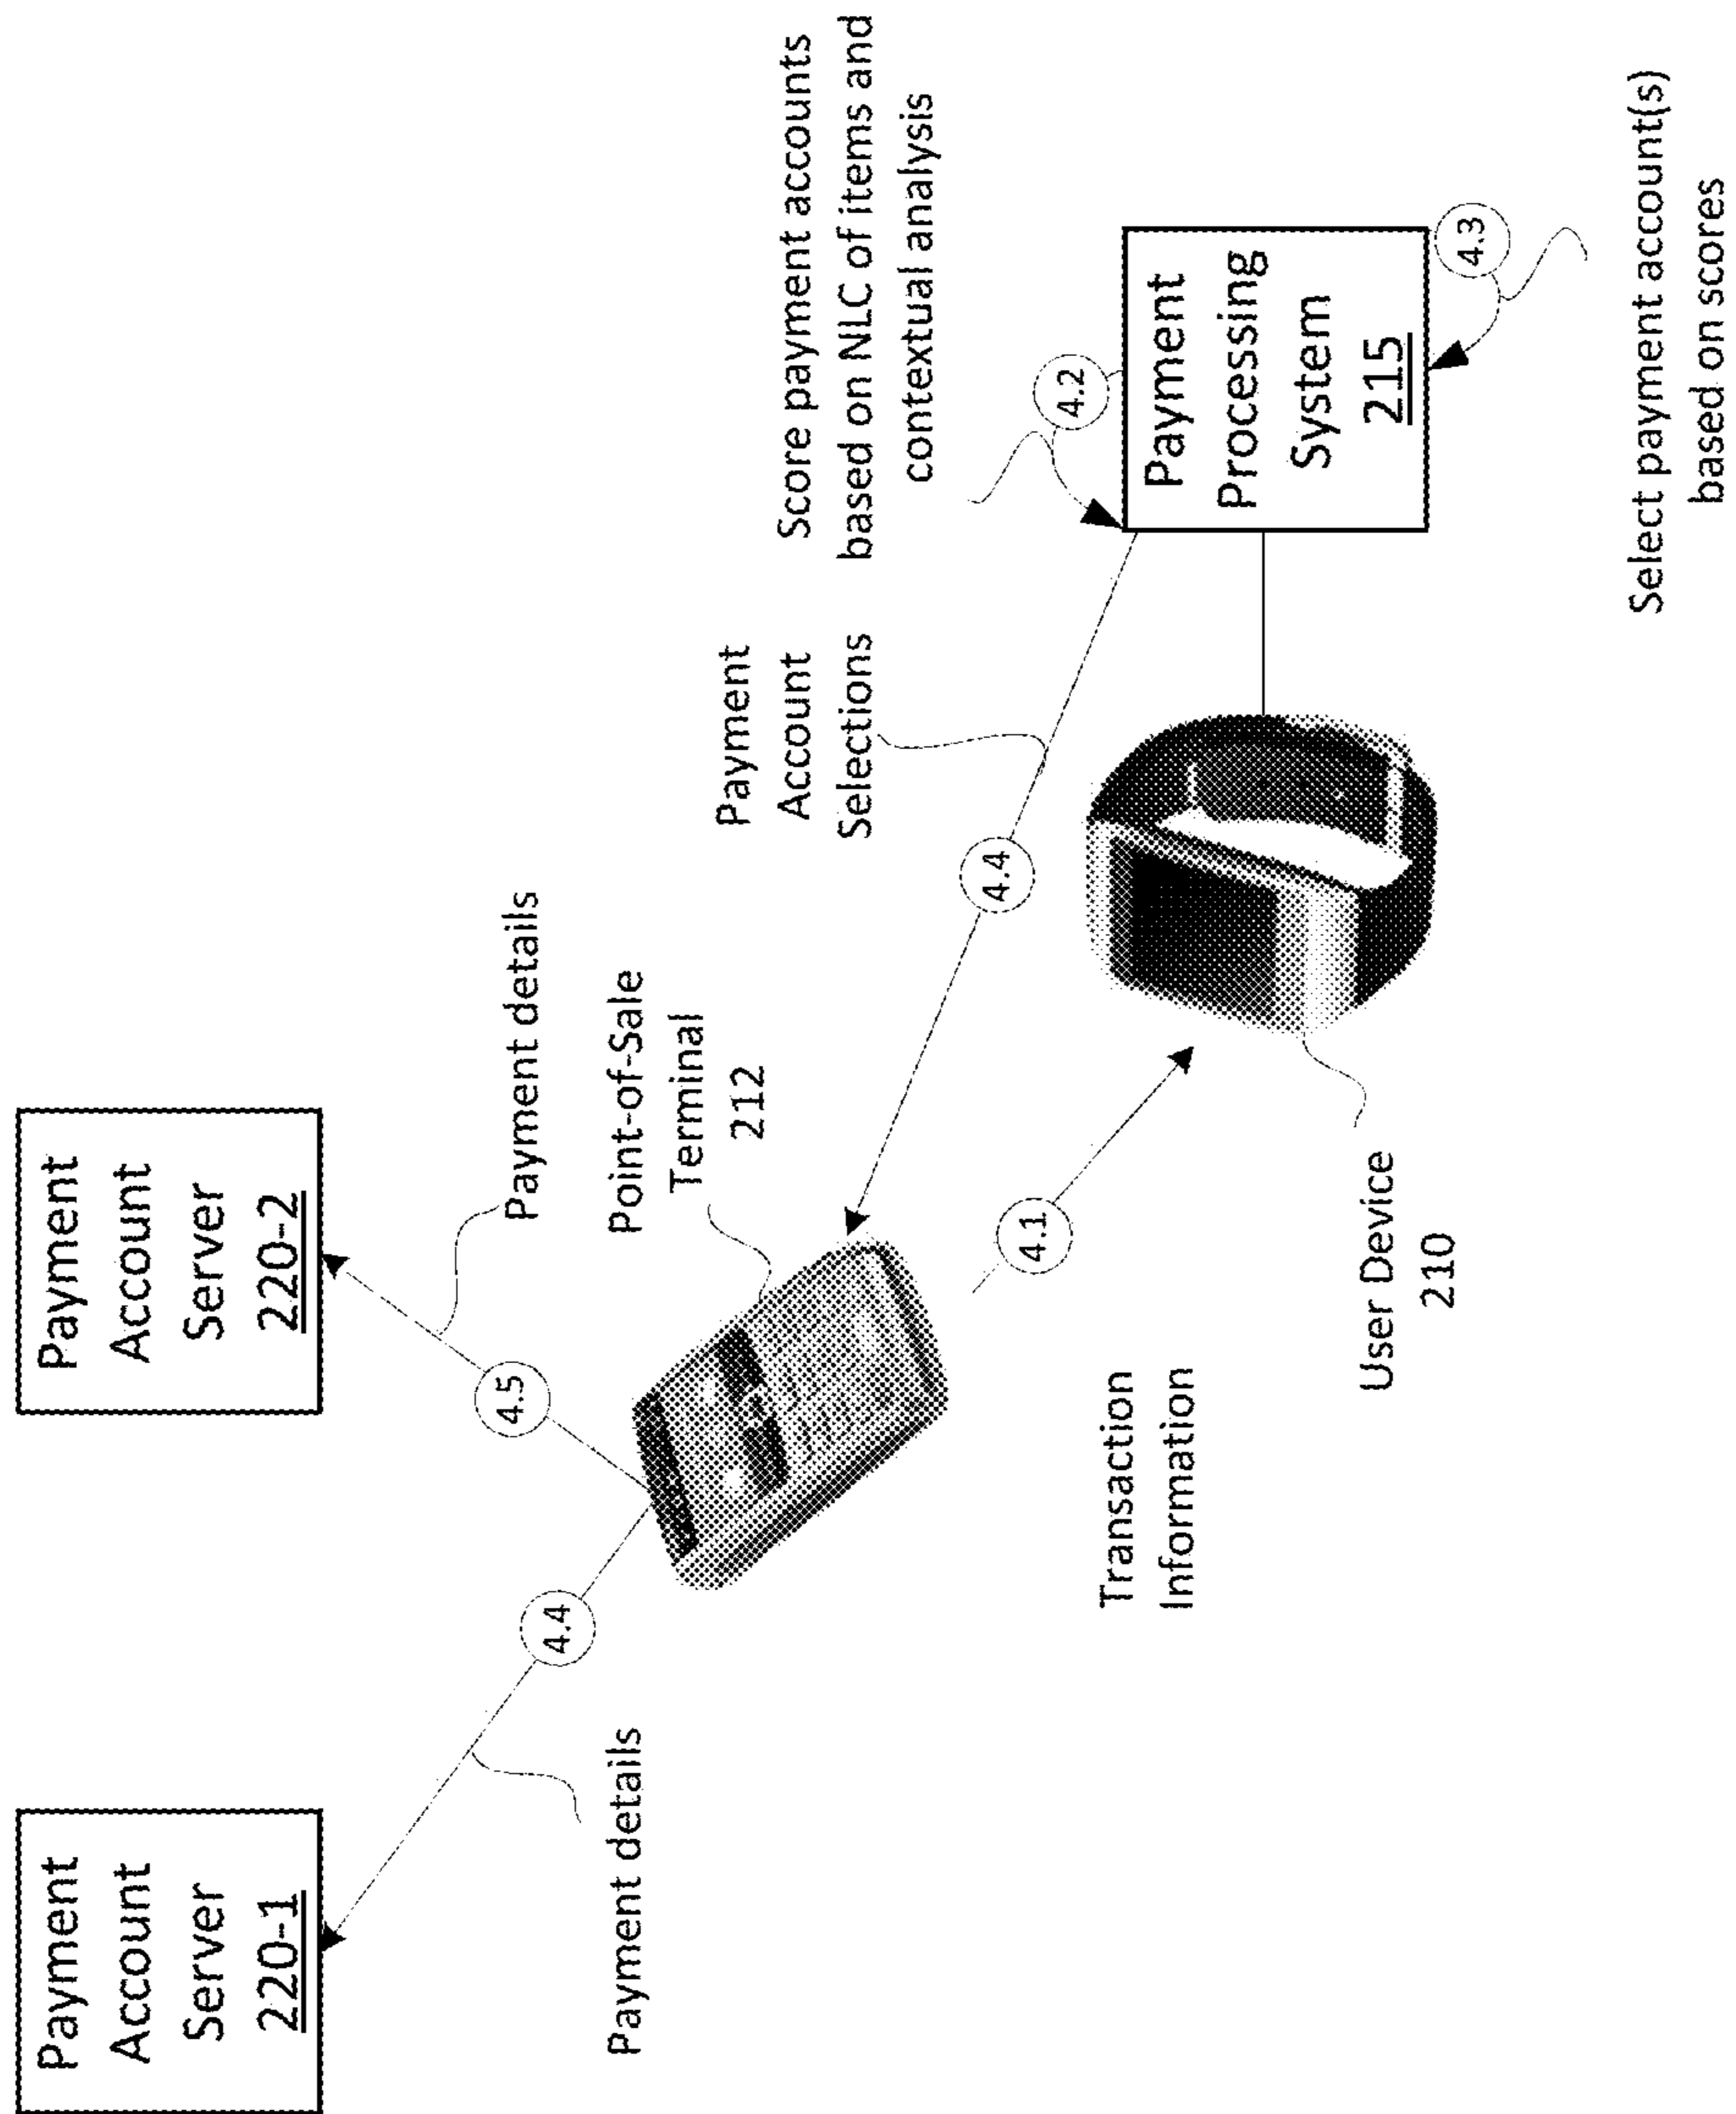 Payment
Account
Server
220-1
Payment
Account
Server
220-2
4.4
4.5
Payment details
Payment details
Point-of-Sale
Terminal
212
Payment
Account
Selections
Score payment accounts
based on NLC of items and
contextual analysis
4.4
4.2
4.1
Transaction
Information
User Device
210
Payment
Processing
System
215
4.3
Select payment account(s)
based on scores